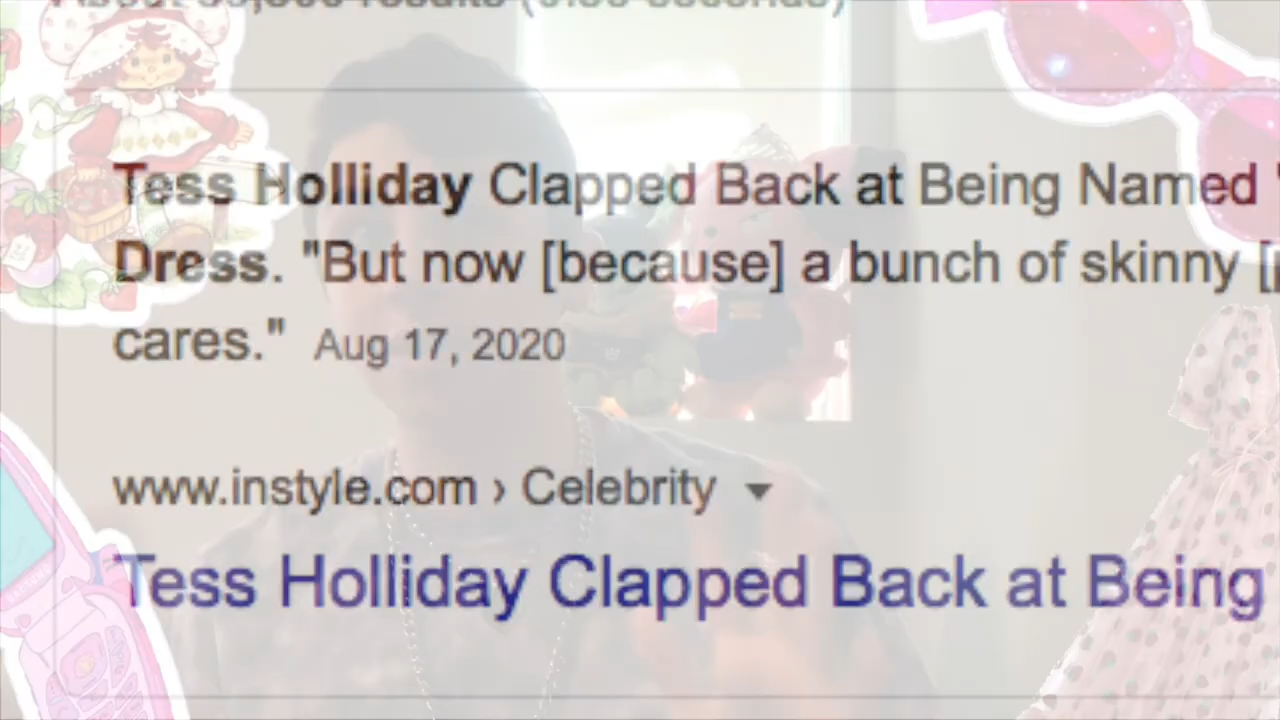 Tess Holliday Clapped Back at Being Named "
Dress. "But now [because] a bunch of skinny [
cares." Aug 17, 2020
www.instyle.com › Celebrity
Tess Holliday Clapped Back at Being